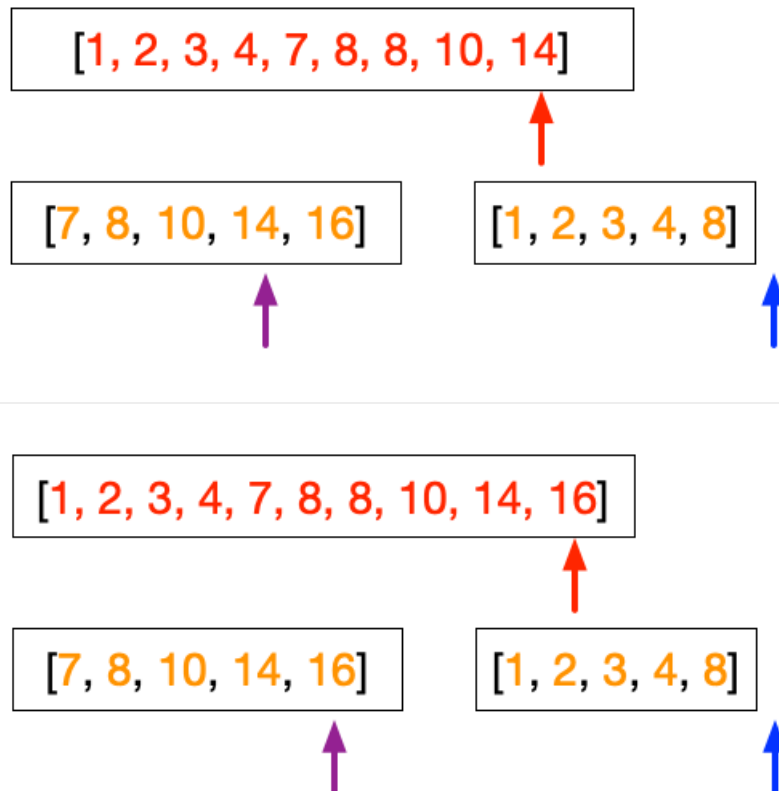 [1, 2, 3, 4, 7, 8, 8, 10, 14]
[7, 8, 10, 14, 16]
[1, 2, 3, 4, 8]
[1, 2, 3, 4, 7, 8, 8, 10, 14, 16]
[7, 8, 10, 14, 16]
[1, 2, 3, 4, 8]